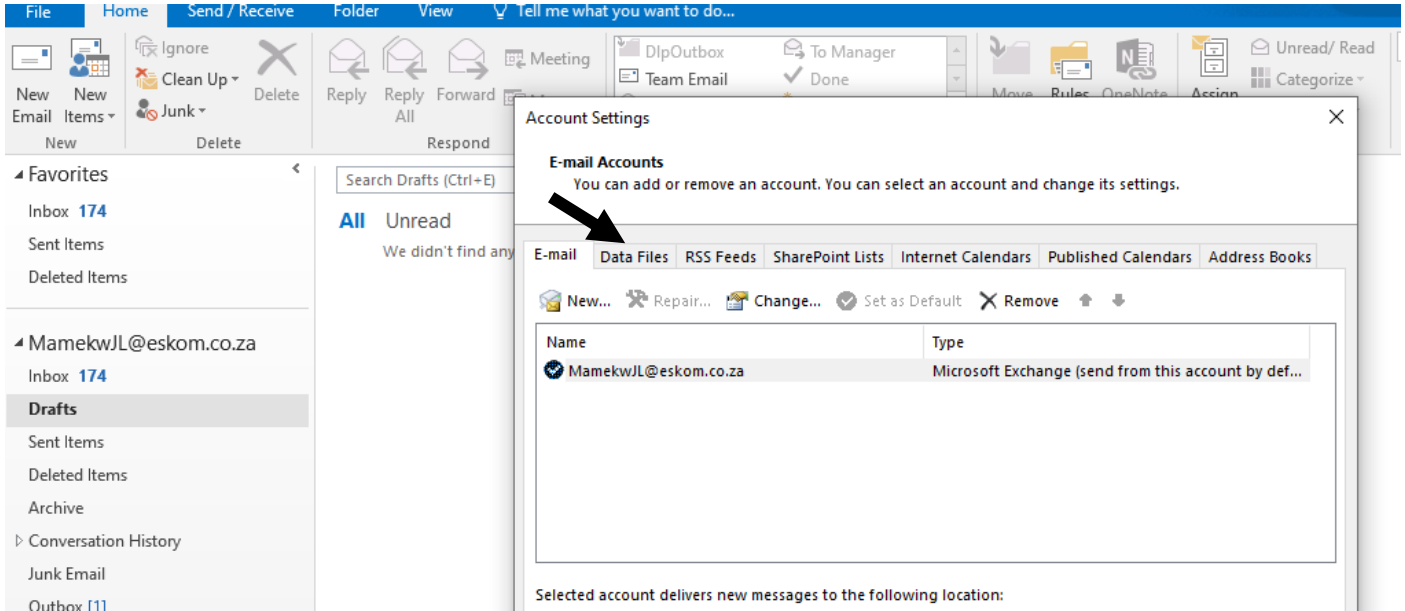 File Home Send / Receive Folder View Tell me what you want to do...
Ignore
Clean Up
Junk
New Email
New Items
Delete
Reply
Reply All
Forward
Meeting
DlpOutbox
To Manager
Team Email
Done
Move
Rules
OneNote
Assign
Unread/ Read
Categorize
New
Delete
Respond
Favorites
Inbox 174
Sent Items
Deleted Items
MamekwJL@eskom.co.za
Inbox 174
Drafts
Sent Items
Deleted Items
Archive
Conversation History
Junk Email
Outbox [1]
Search Drafts (Ctrl+E)
All Unread
We didn't find any
Account Settings
E-mail Accounts
You can add or remove an account. You can select an account and change its settings.
E-mail Data Files RSS Feeds SharePoint Lists Internet Calendars Published Calendars Address Books
New... Repair... Change... Set as Default Remove
Name Type
MamekwJL@eskom.co.za Microsoft Exchange (send from this account by def...
Selected account delivers new messages to the following location: